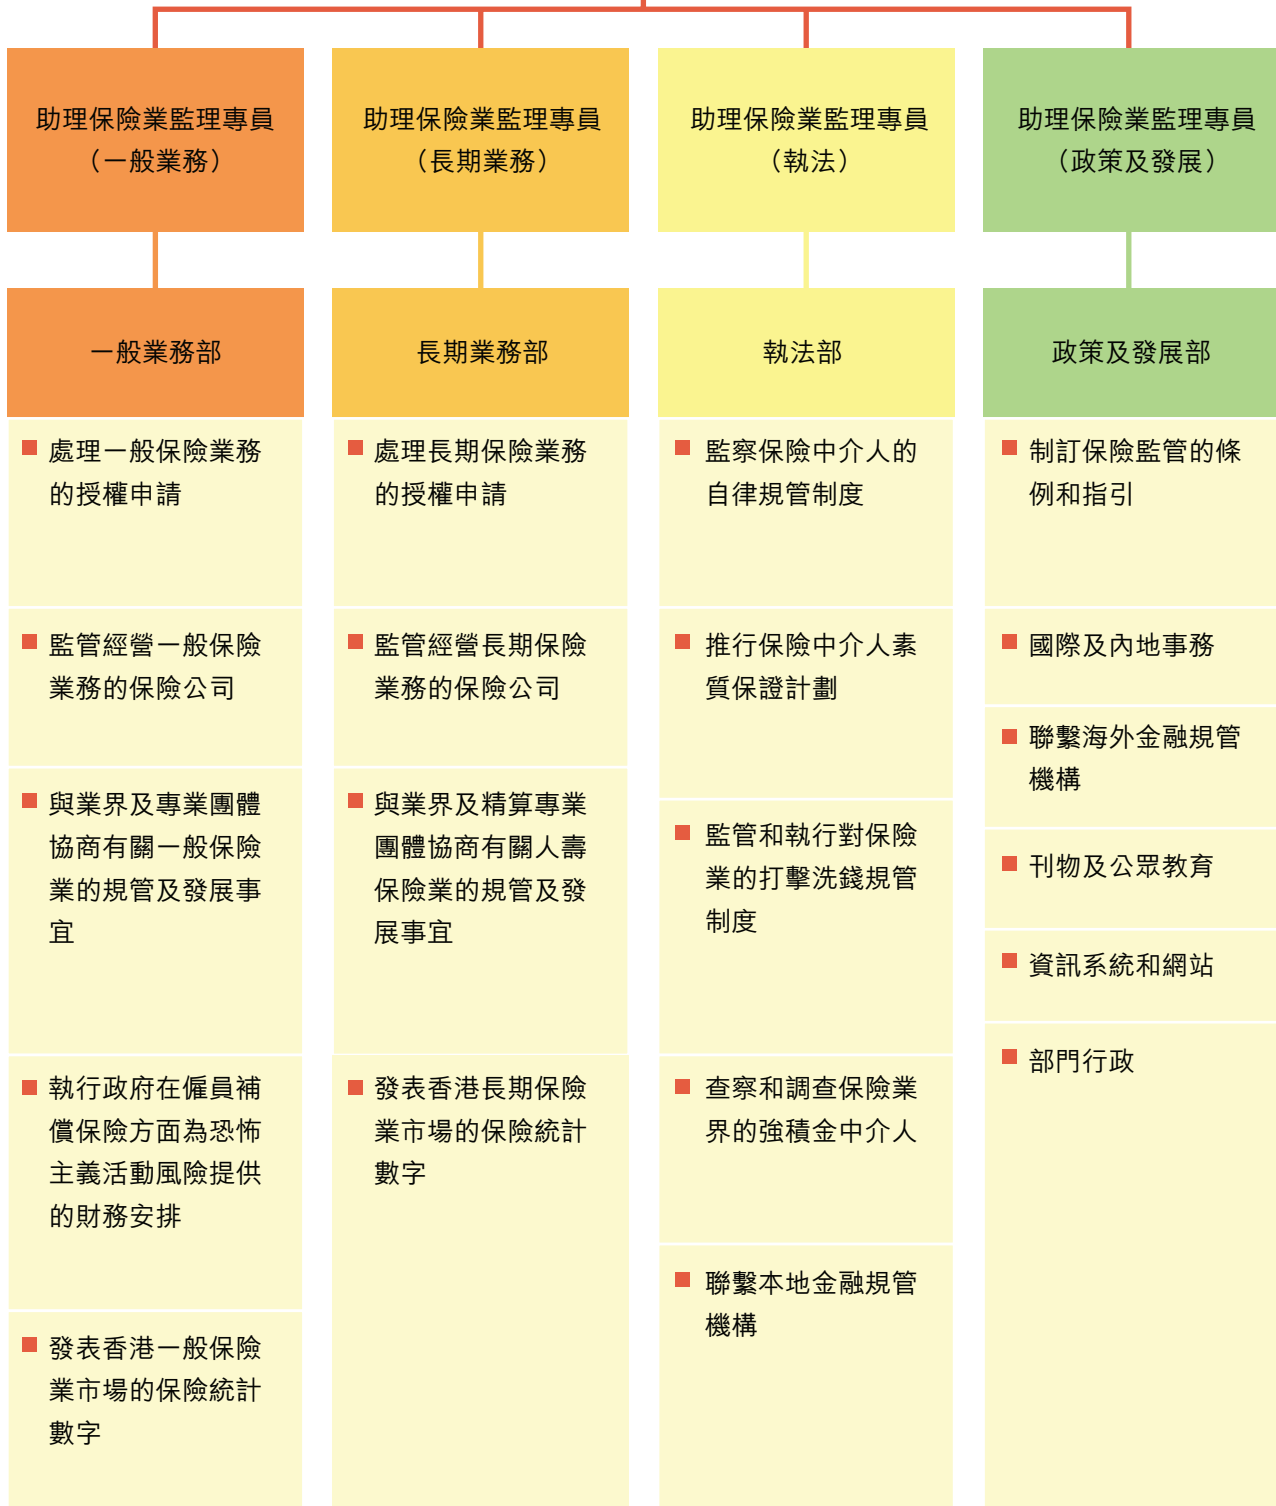 助理保險業監理專員
（一般業務）
助理保險業監理專員
（長期業務）
助理保險業監理專員
（執法）
助理保險業監理專員
（政策及發展）
一般業務部
長期業務部
執法部
政策及發展部
處理一般保險業務
的授權申請
監管經營一般保險
業務的保險公司
與業界及專業團體
協商有關一般保險
業的規管及發展事
宜
執行政府在僱員補
償保險方面為恐怖
主義活動風險提供
的財務安排
發表香港一般保險
業市場的保險統計
數字
處理長期保險業務
的授權申請
監管經營長期保險
業務的保險公司
與業界及精算專業
團體協商有關人壽
保險業的規管及發
展事宜
發表香港長期保險
業市場的保險統計
數字
監察保險中介人的
自律規管制度
推行保險中介人素
質保證計劃
監管和執行對保險
業的打擊洗錢規管
制度
查察和調查保險業
界的強積金中介人
聯繫本地金融規管
機構
制訂保險監管的條
例和指引
國際及內地事務
聯繫海外金融規管
機構
刊物及公眾教育
資訊系統和網站
部門行政